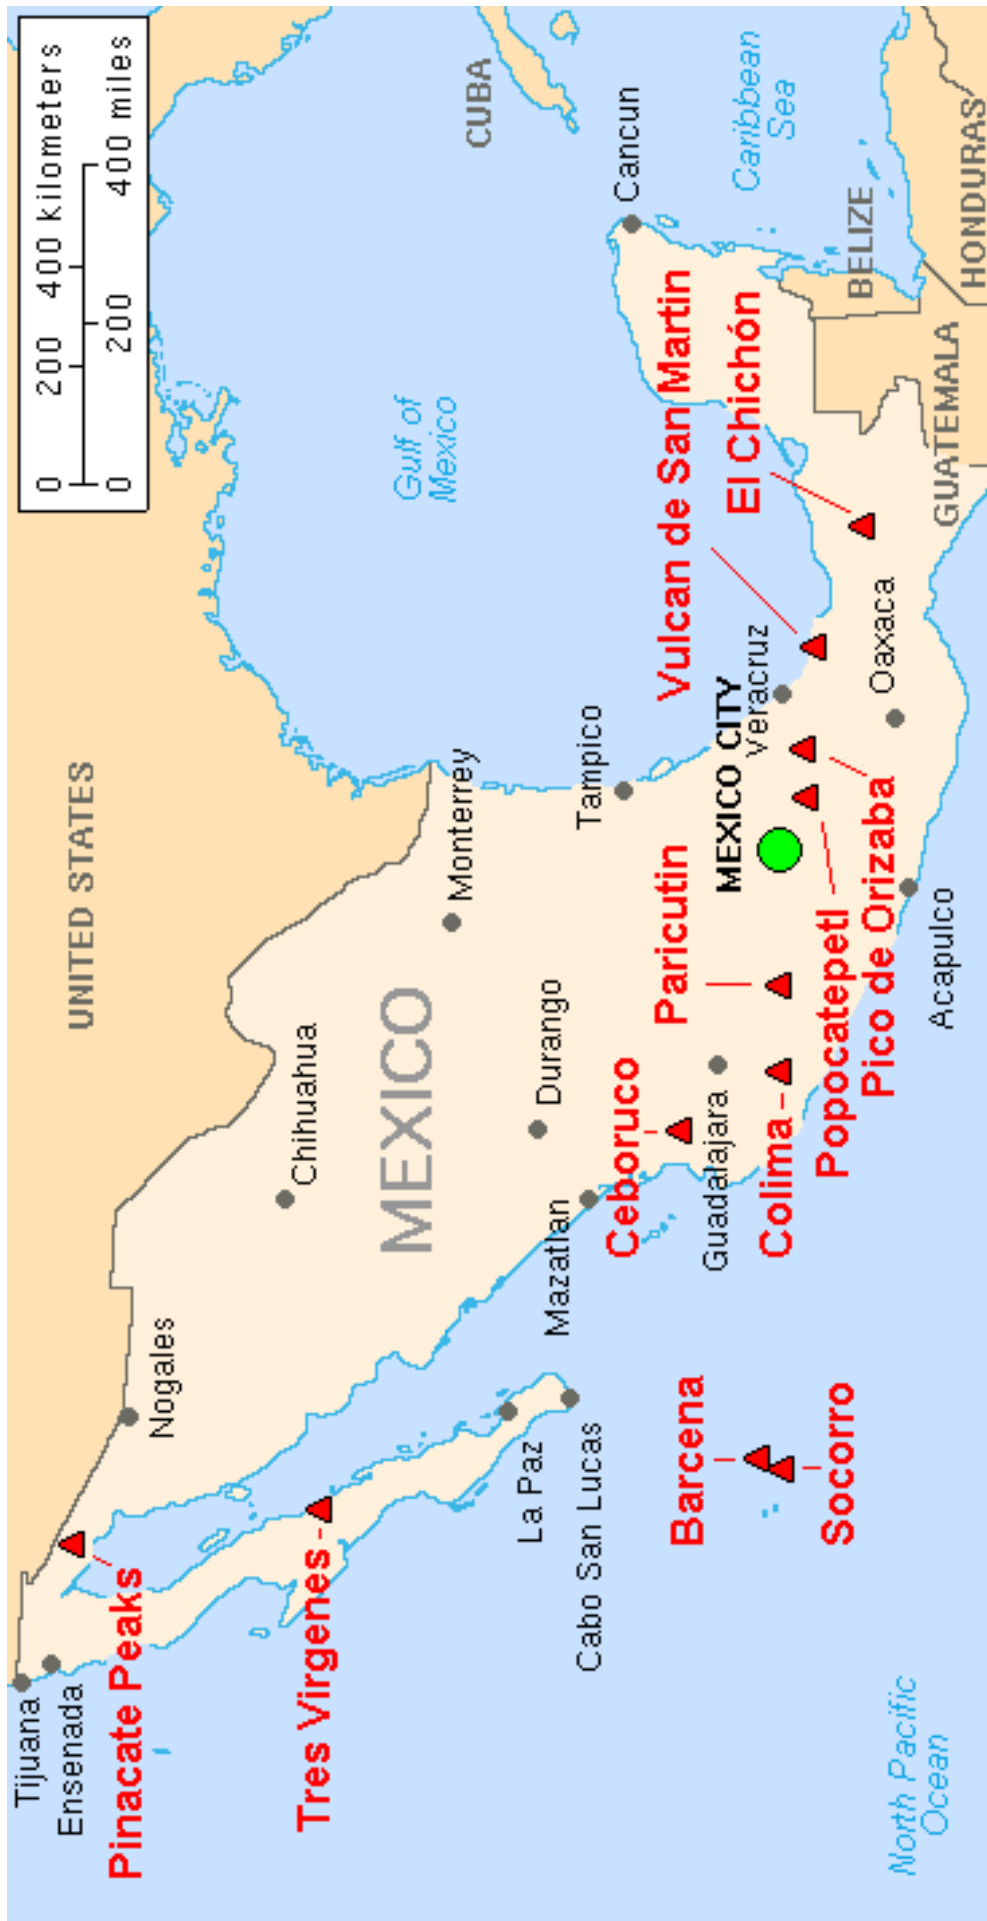 0 200 400 kilometers
0 200 400 miles
UNITED STATES
Tijuana
Ensenada
Pinacate Peaks
Nogales
Chihuahua
Tres Virgenes
MEXICO
Monterrey
Gulf of
Mexico
CUBA
La Paz
Cabo San Lucas
Durango
Mazatlan
Tampico
Cancun
Ceboruco
Paricutin
Vulcan de San Martin
El Chichón
Barcena
Guadalajara
MEXICO CITY
Veracruz
Caribbean
Sea
Colima
Socorro
Popocatepetl
Pico de Orizaba
Oaxaca
BELIZE
Acapulco
GUATEMALA
HONDURAS
North Pacific
Ocean